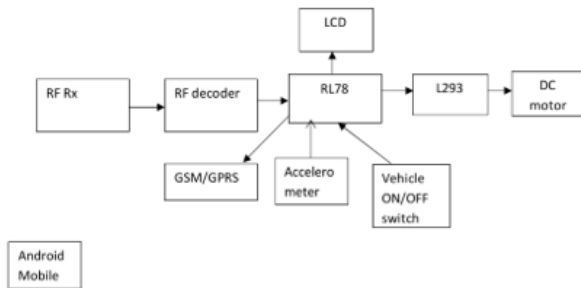 LCD
RF Rx
RF decoder
RL78
L293
DC
motor
GSM/GPRS
Accelero
meter
Vehicle
ON/OFF
switch
Android
Mobile